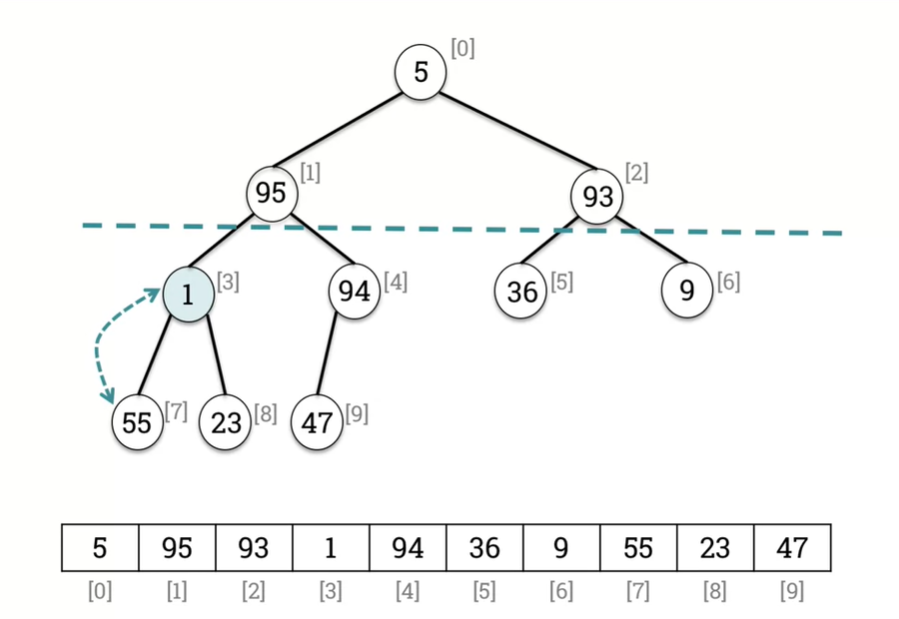 5 [0]
95 [1] 93 [2]
1 [3] 94 [4] 36 [5] 9 [6]
55 [7] 23 [8] 47 [9]
5 95 93 1 94 36 9 55 23 47
[0] [1] [2] [3] [4] [5] [6] [7] [8] [9]